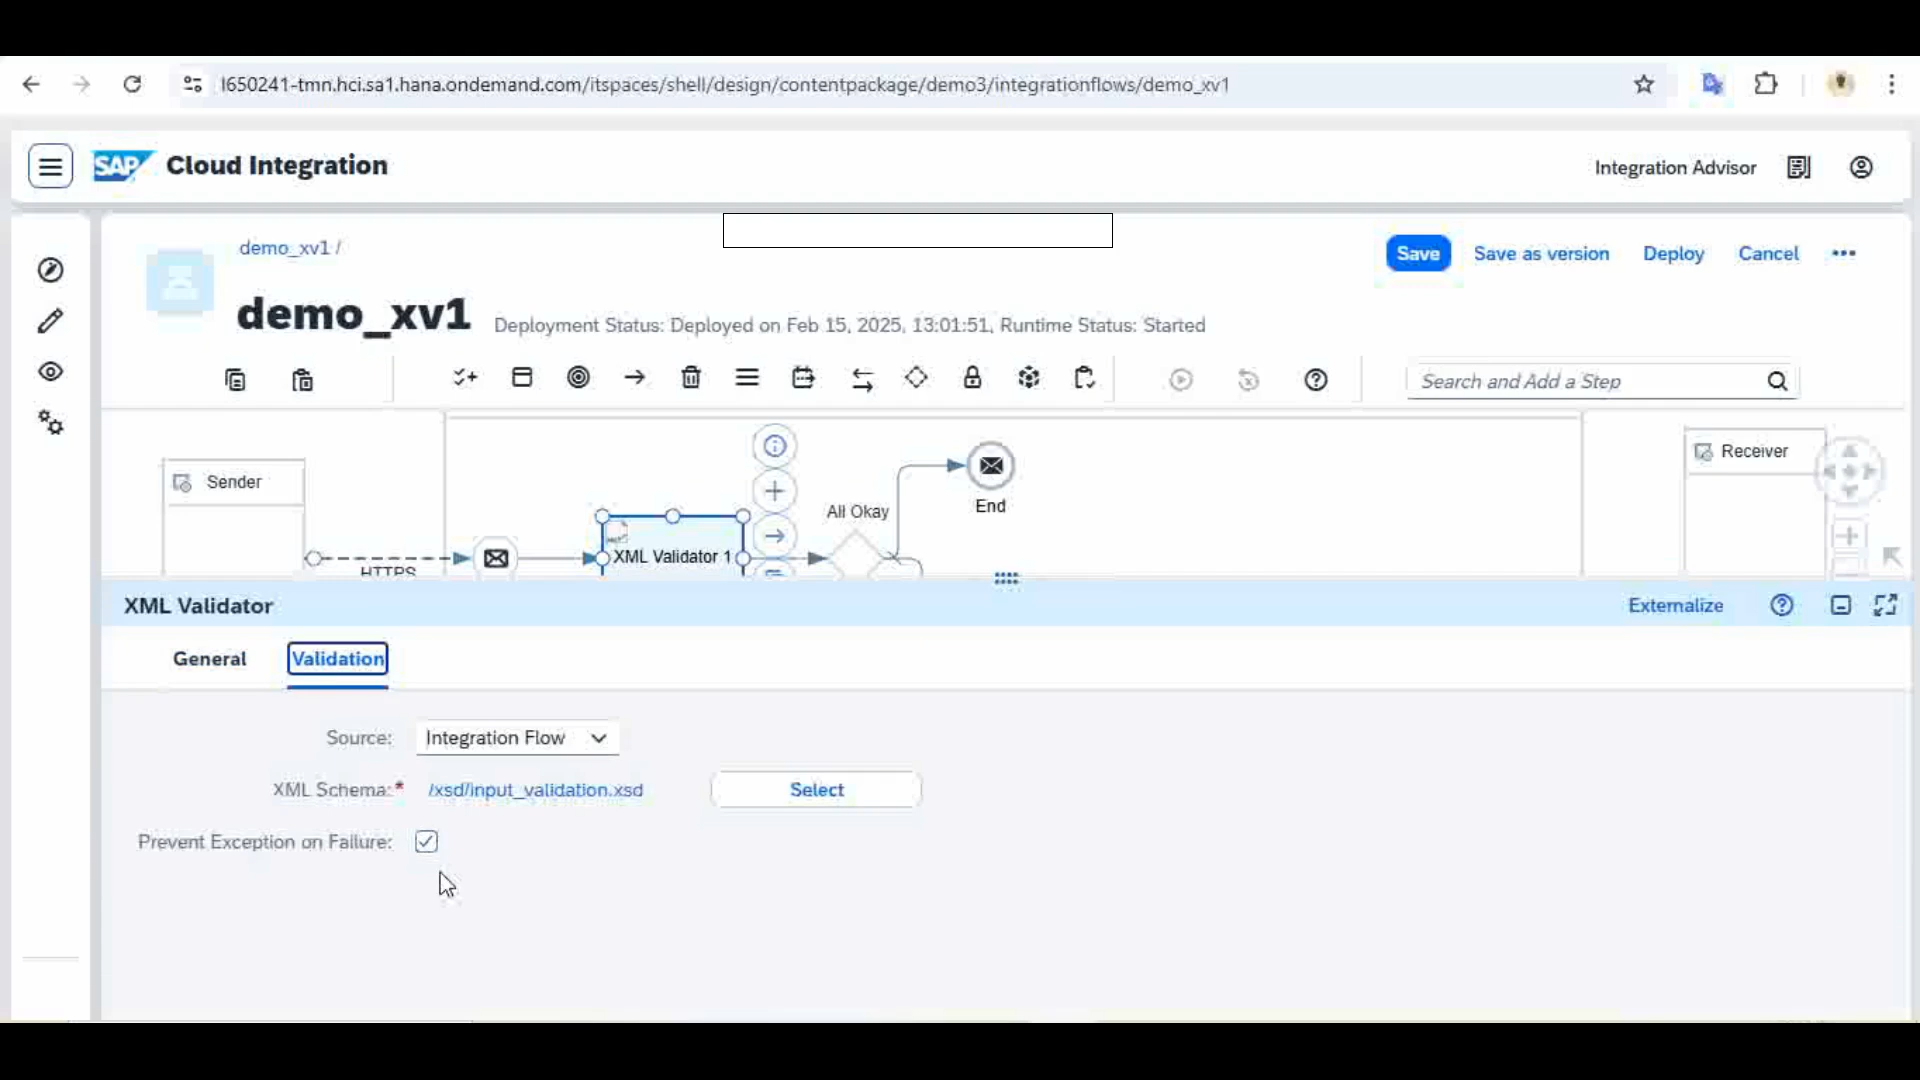 l650241-tmn.hci.sa1.hana.ondemand.com/itspaces/shell/design/contentpackage/demo3/integrationflows/demo_xv1
SAP Cloud Integration
Integration Advisor
demo_xv1 /
Save
Save as version
Deploy
Cancel
demo_xv1
Deployment Status: Deployed on Feb 15, 2025, 13:01:51, Runtime Status: Started
Search and Add a Step
Sender
HTTPS
XML Validator 1
All Okay
End
Receiver
XML Validator
Externalize
General
Validation
Source:
Integration Flow
XML Schema:*
/xsd/input_validation.xsd
Select
Prevent Exception on Failure: